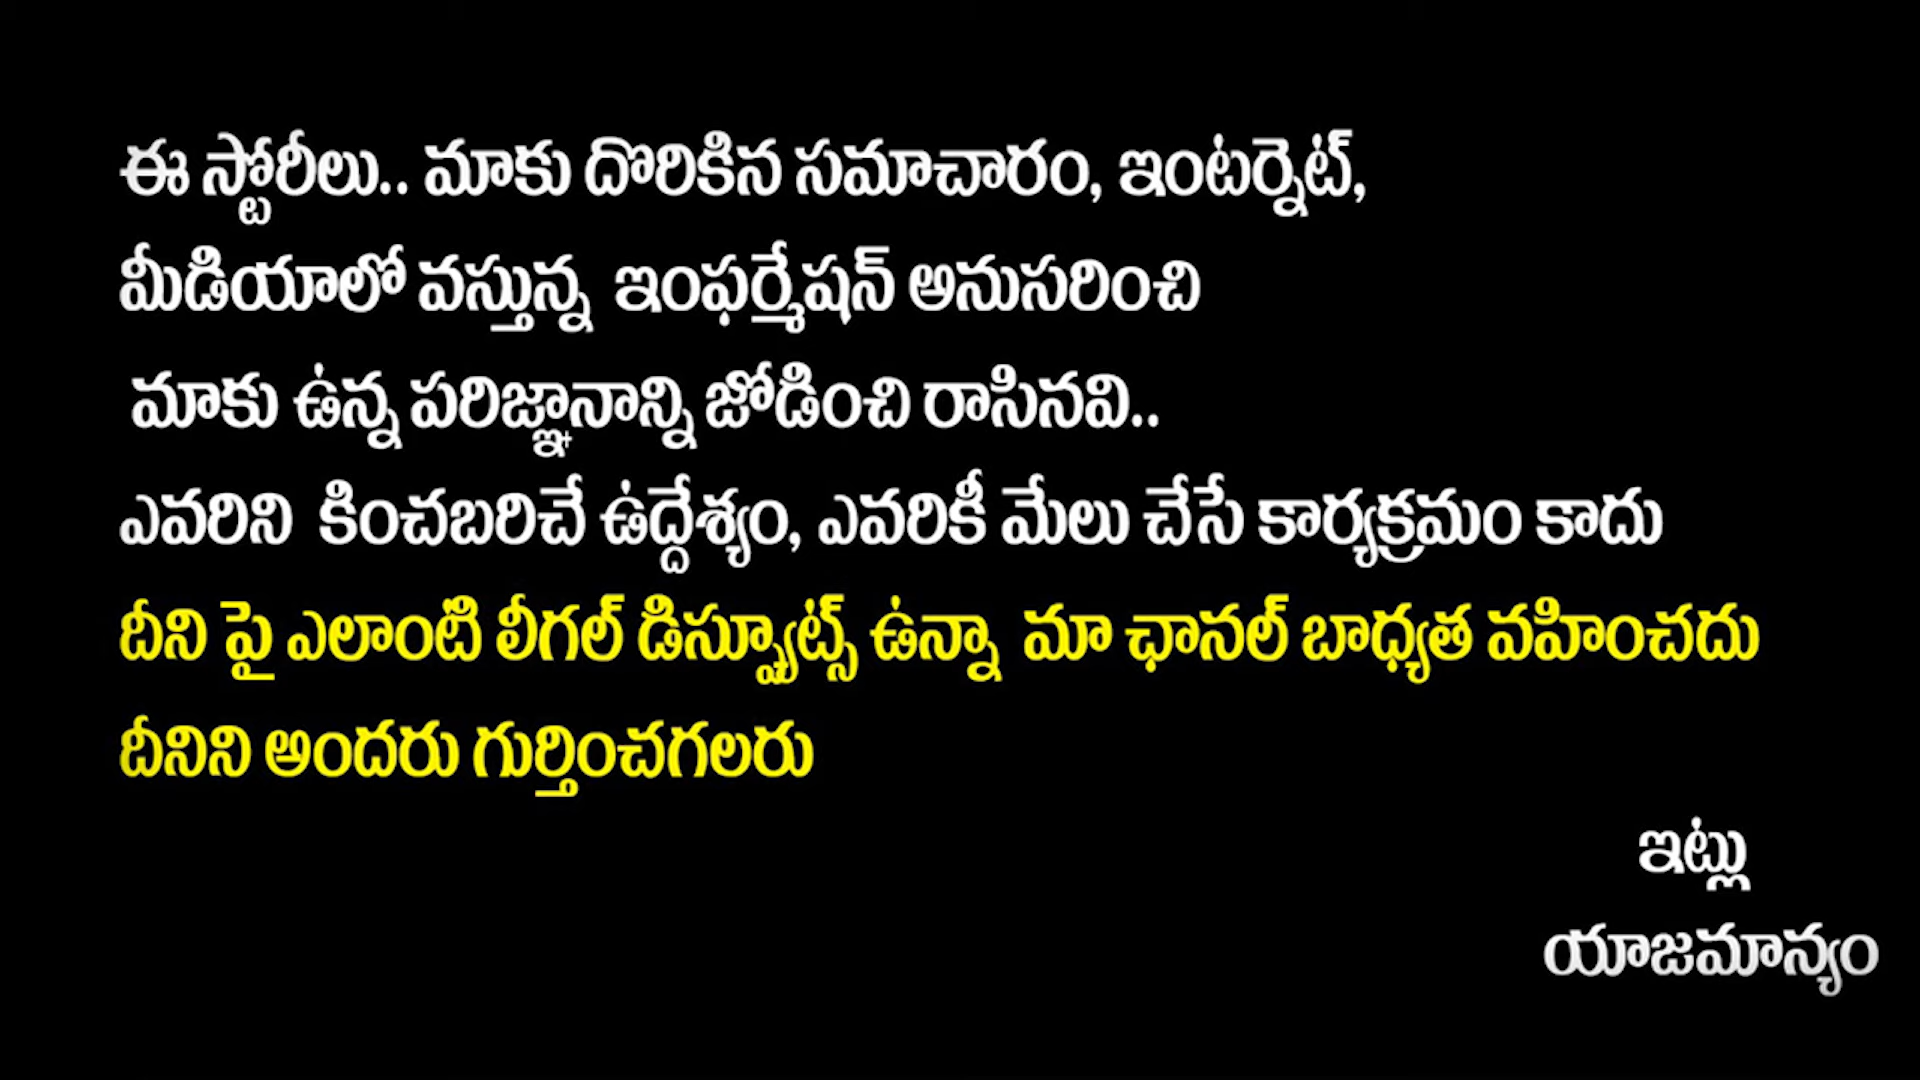 ఈ స్టోరీలు.. మాకు దొరికిన సమాచారం, ఇంటర్నెట్,
మీడియాలో వస్తున్న ఇంఫర్మేషన్ అనుసరించి
మాకు ఉన్న పరిజ్ఞానాన్ని జోడించి రాసినవి..
ఎవరిని కించబరిచే ఉద్దేశ్యం, ఎవరికీ మేలు చేసే కార్యక్రమం కాదు
దీని పై ఎలాంటి లీగల్ డిస్ప్యూట్స్ ఉన్నా మా ఛానల్ బాధ్యత వహించదు
దీనిని అందరు గుర్తించగలరు
ఇట్లు
యాజమాన్యం